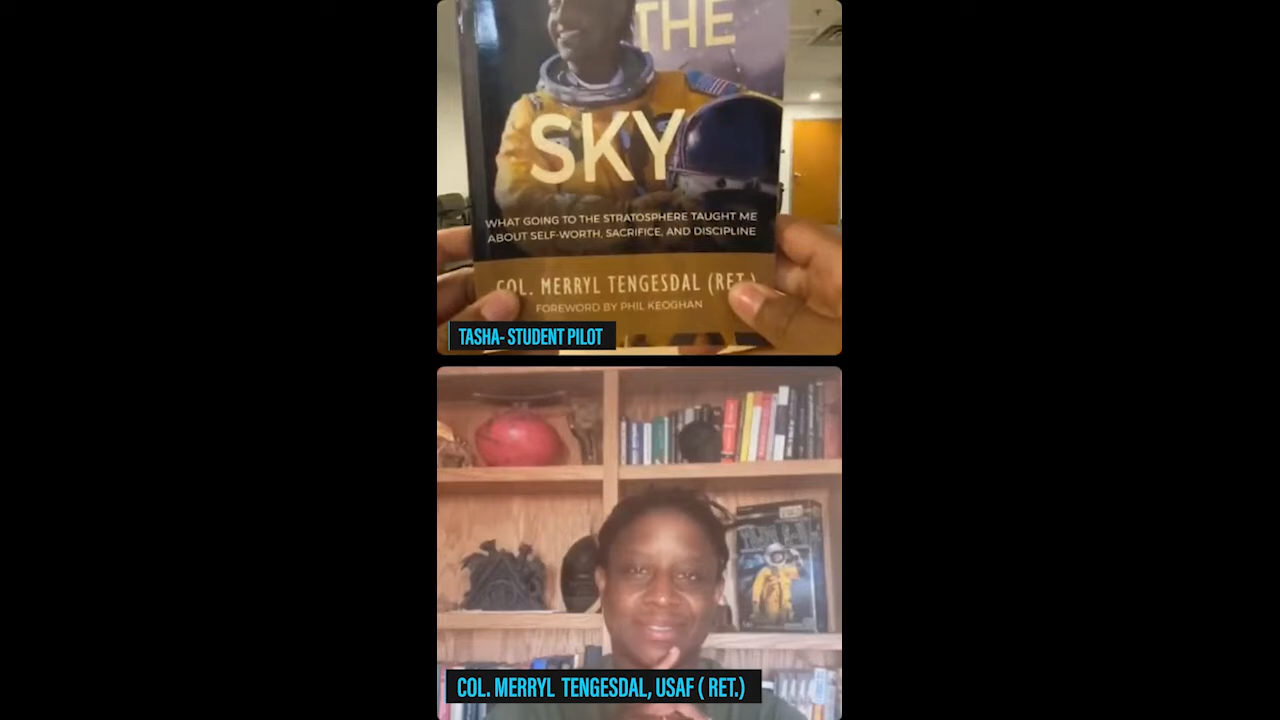 THE
SKY
WHAT GOING TO THE STRATOSPHERE TAUGHT ME
ABOUT SELF-WORTH, SACRIFICE, AND DISCIPLINE
COL. MERRYL TENGESDAL (RET.)
FOREWORD BY PHIL KEOGHAN
TASHA- STUDENT PILOT
COL. MERRYL TENGESDAL, USAF ( RET.)